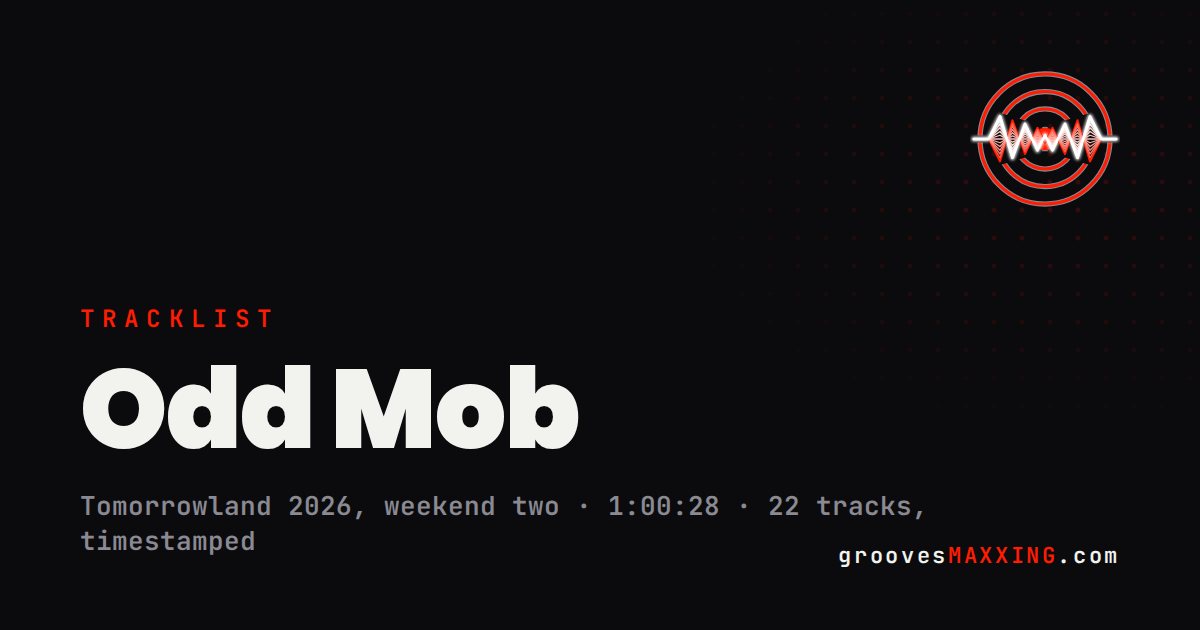 TRACKLIST
Odd Mob
Tomorrowland 2026, weekend two · 1:00:28 · 22 tracks,
timestamped
groovesMAXXING.com